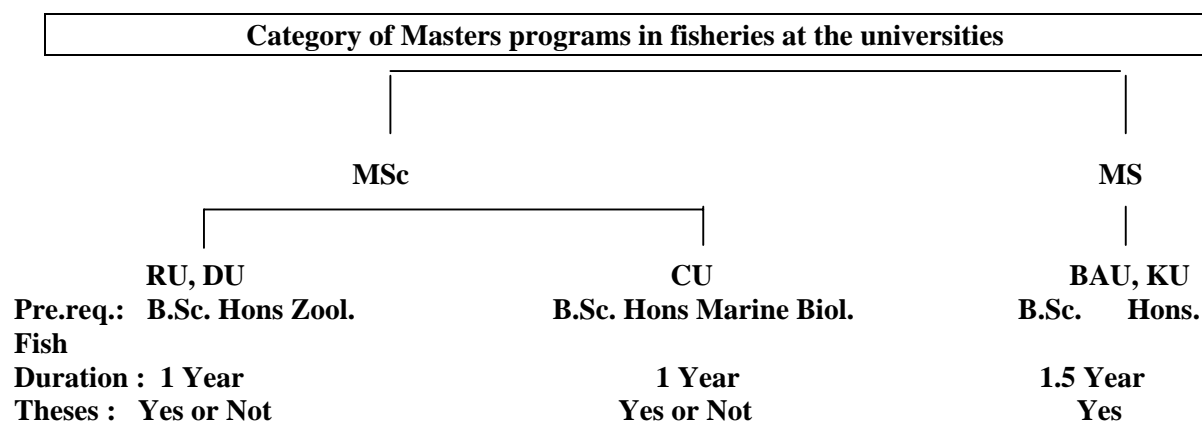 Category of Masters programs in fisheries at the universities
MSc MS
RU, DU CU BAU, KU
Pre.req.: B.Sc. Hons Zool. B.Sc. Hons Marine Biol. B.Sc. Hons.
Fish
Duration : 1 Year 1 Year 1.5 Year
Theses : Yes or Not Yes or Not Yes